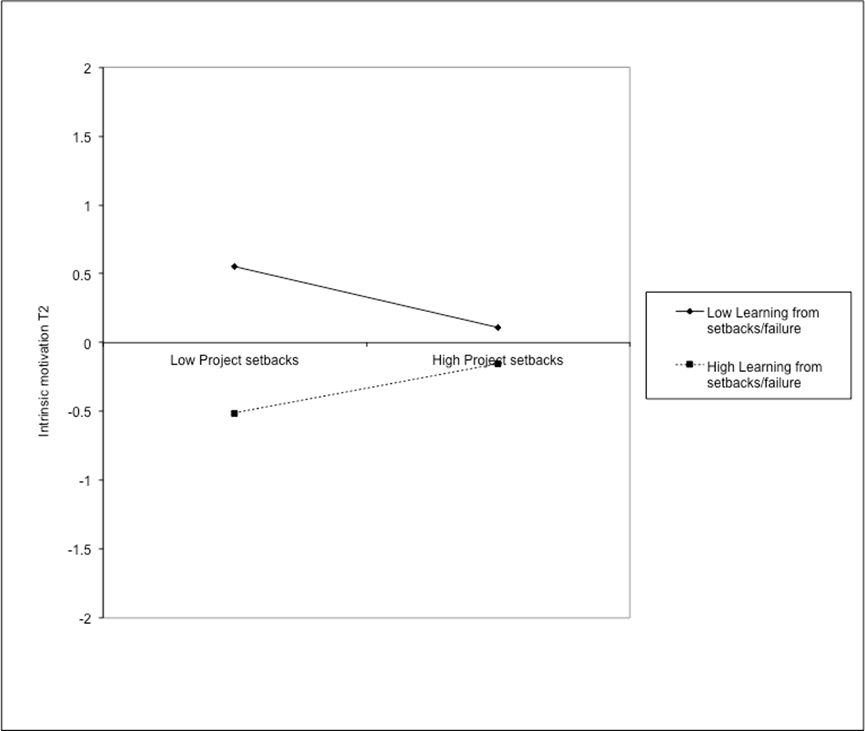 2
1.5
1
0.5
0
-0.5
-1
-1.5
-2
Intrinsic motivation T2
Low Project setbacks
High Project setbacks
Low Learning from
setbacks/failure
High Learning from
setbacks/failure